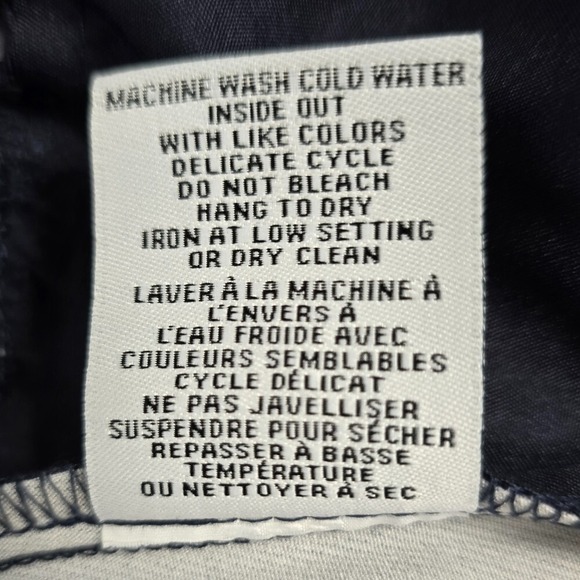 MACHINE WASH COLD WATER
INSIDE OUT
WITH LIKE COLORS
DELICATE CYCLE
DO NOT BLEACH
HANG TO DRY
IRON AT LOW SETTING
OR DRY CLEAN
LAVER À LA MACHINE À
L'ENVERS À
L'EAU FROIDE AVEC
COULEURS SEMBLABLES
CYCLE DÉLICAT
NE PAS JAVELLISER
SUSPENDRE POUR SÉCHER
REPASSER À BASSE
TEMPÉRATURE
OU NETTOYER À SEC